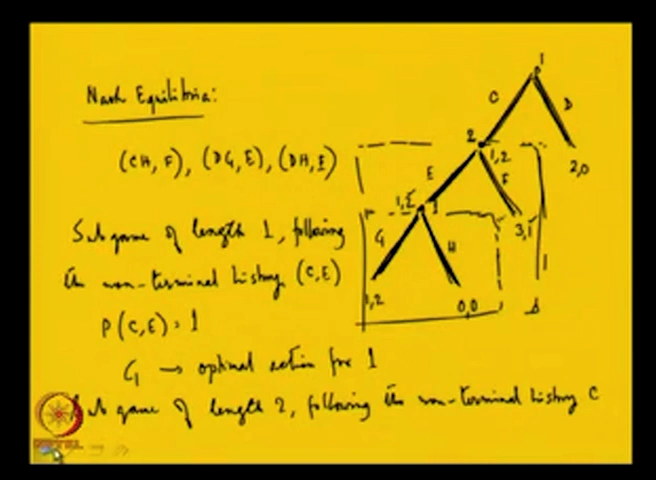 Nash Equilibria:
(CH, F), (DG, E), (DH, E)
Subgame of length 1, following
the non-terminal history (C, E)
P(C,E) = 1
G → optimal action for 1
Subgame of length 2, following the non-terminal history C
1
C D
2 1,2 2,0
E F
1,2 1 3,1
G H
1,2 0,0